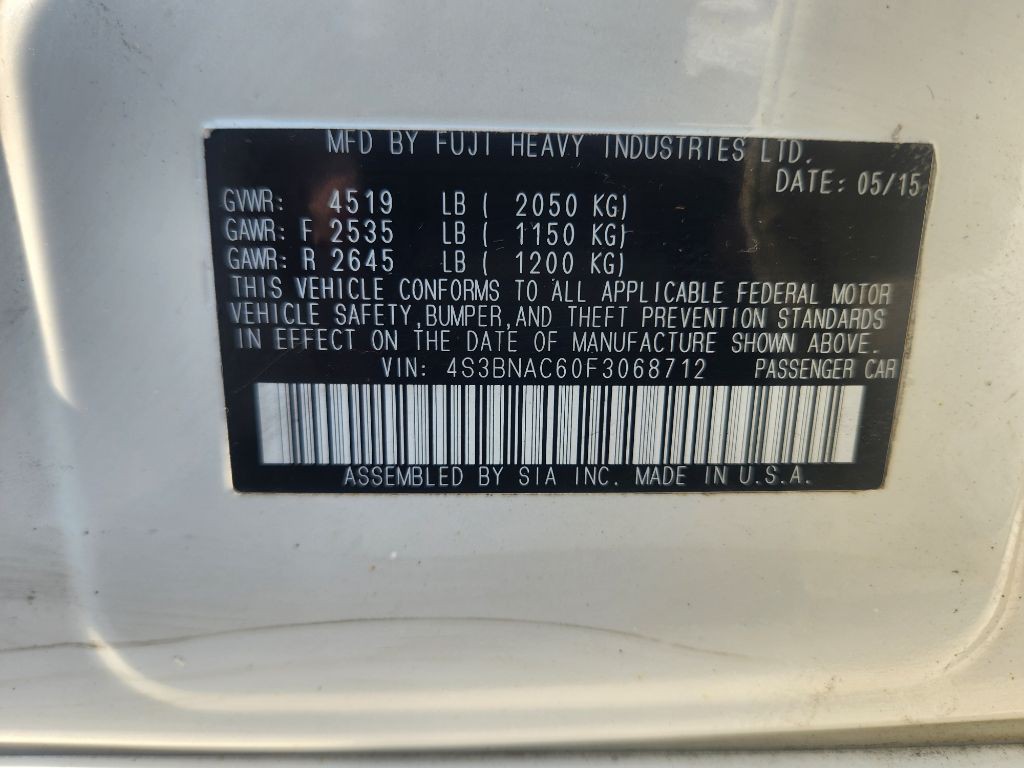 MFD BY FUJI HEAVY INDUSTRIES LTD.
DATE: 05/15
GVWR: 4519 LB ( 2050 KG)
GAWR: F 2535 LB ( 1150 KG)
GAWR: R 2645 LB ( 1200 KG)
THIS VEHICLE CONFORMS TO ALL APPLICABLE FEDERAL MOTOR
VEHICLE SAFETY,BUMPER,AND THEFT PREVENTION STANDARDS
IN EFFECT ON THE DATE OF MANUFACTURE SHOWN ABOVE.
VIN: 4S3BNAC60F3068712 PASSENGER CAR
ASSEMBLED BY SIA INC. MADE IN U.S.A.